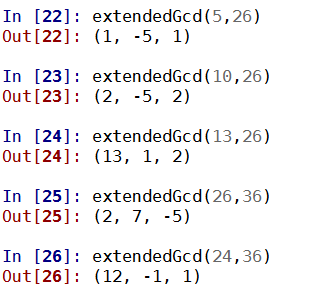 In [22]: extendedGcd(5,26)
Out[22]: (1, -5, 1)
In [23]: extendedGcd(10,26)
Out[23]: (2, -5, 2)
In [24]: extendedGcd(13,26)
Out[24]: (13, 1, 2)
In [25]: extendedGcd(26,36)
Out[25]: (2, 7, -5)
In [26]: extendedGcd(24,36)
Out[26]: (12, -1, 1)